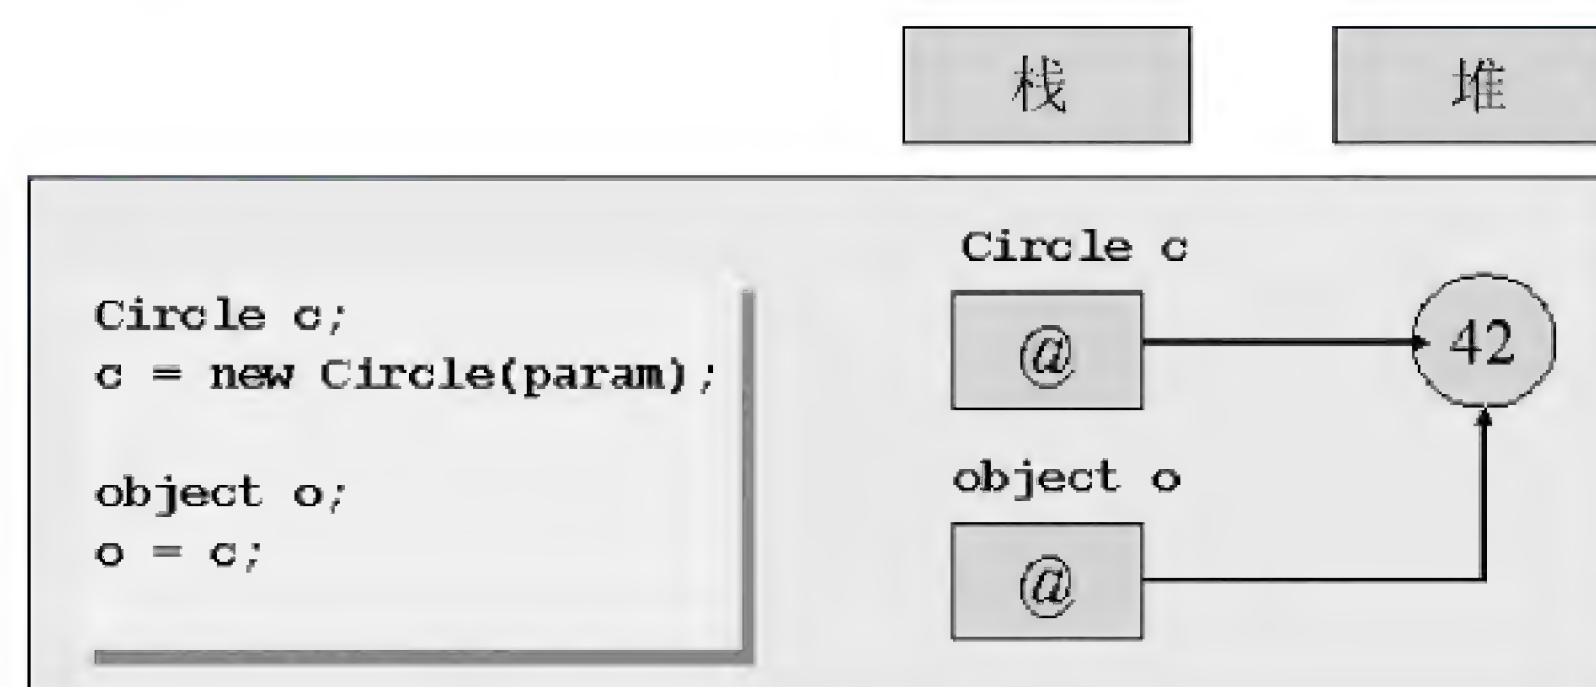 栈
堆
Circle c;
c = new Circle(param);
object o;
o = c;
Circle c
@
42
object o
@